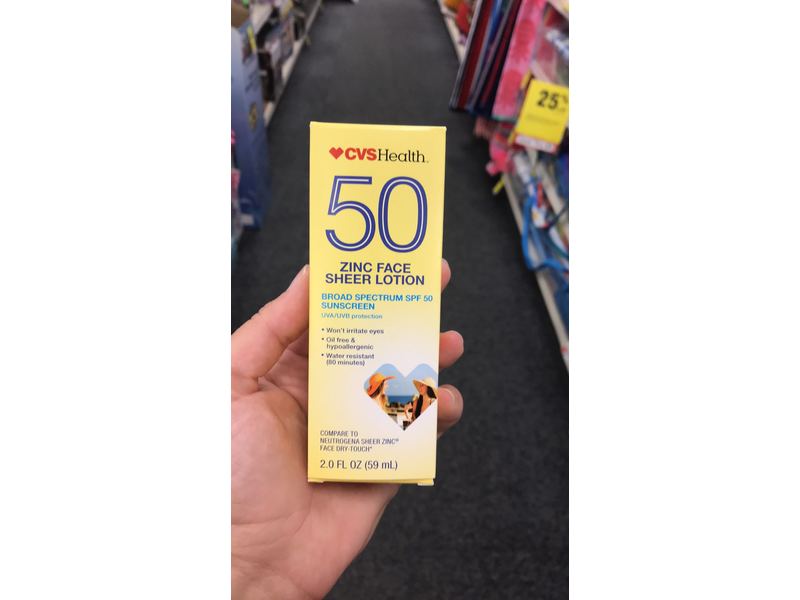 CVSHealth.
50
ZINC FACE
SHEER LOTION
BROAD SPECTRUM SPF 50
SUNSCREEN
UVA/UVB protection
• Won't irritate eyes
• Oil free &
hypoallergenic
• Water resistant
(80 minutes)
COMPARE TO
NEUTROGENA SHEER ZINC®
FACE DRY-TOUCH*
2.0 FL OZ (59 mL)
25%